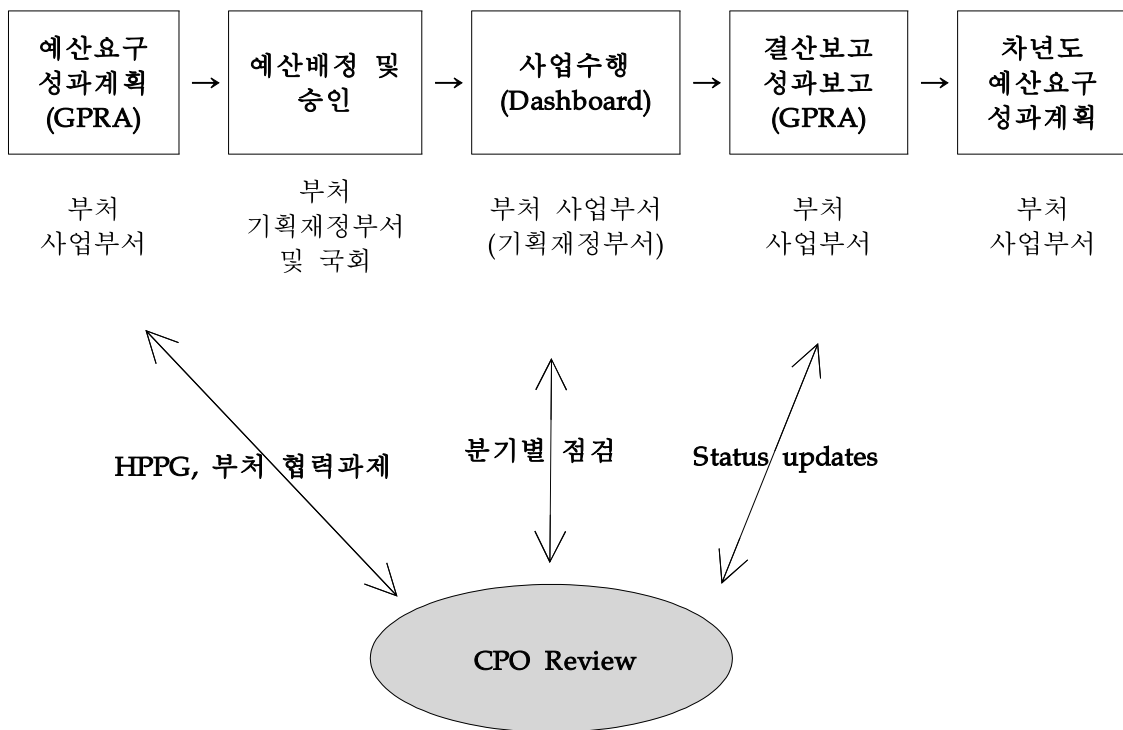 예산요구
성과계획
(GPRA)
→
예산배정 및
승인
→
사업수행
(Dashboard)
→
결산보고
성과보고
(GPRA)
→
차년도
예산요구
성과계획
부처
사업부서
부처
기획재정부서
및 국회
부처 사업부서
(기획재정부서)
부처
사업부서
부처
사업부서
HPPG, 부처 협력과제
분기별 점검
Status updates
CPO Review